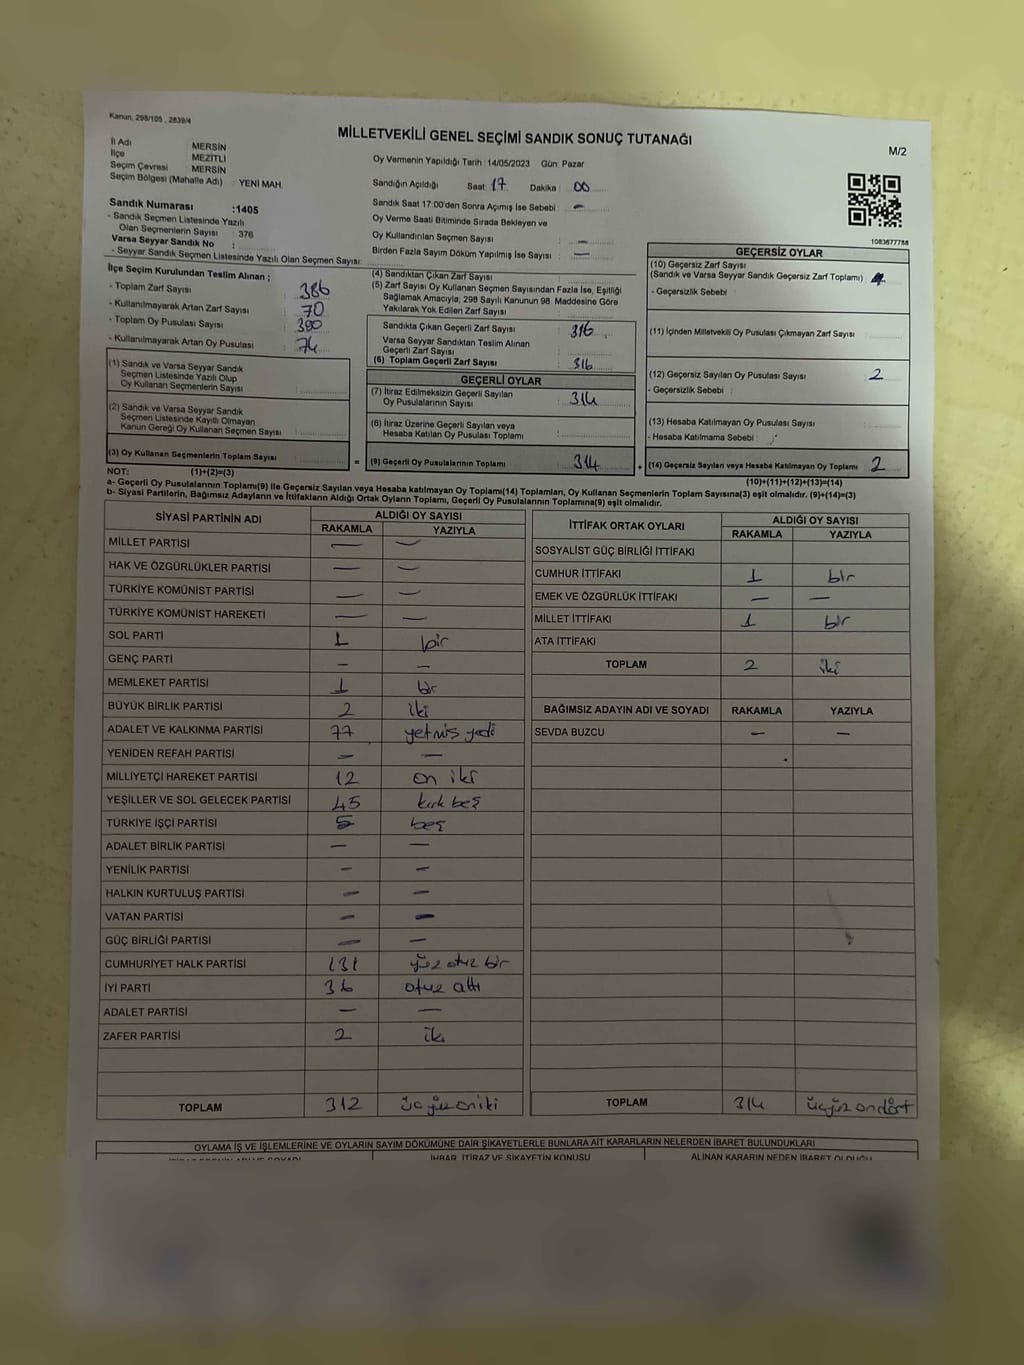 Kanun, 298/105 , 2839/4
MİLLETVEKİLİ GENEL SEÇİMİ SANDIK SONUÇ TUTANAĞI
M/2
İl Adı MERSİN
İlçe MEZİTLİ
Seçim Çevresi MERSİN
Seçim Bölgesi (Mahalle Adı) : YENİ MAH.
Sandık Numarası :1405
- Sandık Seçmen Listesinde Yazılı
Olan Seçmenlerin Sayısı : 376
Varsa Seyyar Sandık No :
- Seyyar Sandık Seçmen Listesinde Yazılı Olan Seçmen Sayısı:
Oy Vermenin Yapıldığı Tarih : 14/05/2023 Gün: Pazar
Sandığın Açıldığı Saat : 17 Dakika : 00
Sandık Saat 17:00'den Sonra Açımış İse Sebebi : -
Oy Verme Saati Bitiminde Sırada Bekleyen ve
Oy Kullandırılan Seçmen Sayısı : -
Birden Fazla Sayım Döküm Yapılmış İse Sayısı : —
1083677788
İlçe Seçim Kurulundan Teslim Alınan ;
- Toplam Zarf Sayısı : 386
- Kullanılmayarak Artan Zarf Sayısı : 70
- Toplam Oy Pusulası Sayısı : 390
- Kullanılmayarak Artan Oy Pusulası : 74
(1) Sandık ve Varsa Seyyar Sandık
Seçmen Listesinde Yazılı Olup
Oy Kullanan Seçmenlerin Sayısı :
(2) Sandık ve Varsa Seyyar Sandık
Seçmen Listesinde Kayıtlı Olmayan
Kanun Gereği Oy Kullanan Seçmen Sayısı :
(3) Oy Kullanan Seçmenlerin Toplam Sayısı :
(4) Sandıktan Çıkan Zarf Sayısı :
(5) Zarf Sayısı Oy Kullanan Seçmen Sayısından Fazla İse, Eşitliği
Sağlamak Amacıyla; 298 Sayılı Kanunun 98. Maddesine Göre
Yakılarak Yok Edilen Zarf Sayısı :
Sandıkta Çıkan Geçerli Zarf Sayısı : 316
Varsa Seyyar Sandıktan Teslim Alınan
Geçerli Zarf Sayısı :
(6) Toplam Geçerli Zarf Sayısı : 316
GEÇERLİ OYLAR
(7) İtiraz Edilmeksizin Geçerli Sayılan
Oy Pusulalarının Sayısı : 314
(8) İtiraz Üzerine Geçerli Sayılan veya
Hesaba Katılan Oy Pusulası Toplamı :
= (9) Geçerli Oy Pusulalarının Toplamı : 314 +
GEÇERSİZ OYLAR
(10) Geçersiz Zarf Sayısı
(Sandık ve Varsa Seyyar Sandık Geçersiz Zarf Toplamı) :
- Geçersizlik Sebebi :
(11) İçinden Milletvekili Oy Pusulası Çıkmayan Zarf Sayısı :
(12) Geçersiz Sayılan Oy Pusulası Sayısı : 2
- Geçersizlik Sebebi :
(13) Hesaba Katılmayan Oy Pusulası Sayısı :
- Hesaba Katılmama Sebebi :
(14) Geçersiz Sayılan veya Hesaba Katılmayan Oy Toplamı : 2
NOT: (1)+(2)=(3) (10)+(11)+(12)+(13)=(14)
a- Geçerli Oy Pusulalarının Toplamı(9) ile Geçersiz Sayılan veya Hesaba katılmayan Oy Toplamı(14) Toplamları, Oy Kullanan Seçmenlerin Toplam Sayısına(3) eşit olmalıdır. (9)+(14)=(3)
b- Siyasi Partilerin, Bağımsız Adayların ve İttifakların Aldığı Ortak Oyların Toplamı, Geçerli Oy Pusulalarının Toplamına(9) eşit olmalıdır.
SİYASİ PARTİNİN ADI ALDIĞI OY SAYISI
RAKAMLA YAZIYLA
MİLLET PARTİSİ — —
HAK VE ÖZGÜRLÜKLER PARTİSİ — —
TÜRKİYE KOMÜNİST PARTİSİ — —
TÜRKİYE KOMÜNİST HAREKETİ — —
SOL PARTİ 1 bir
GENÇ PARTİ — —
MEMLEKET PARTİSİ 1 bir
BÜYÜK BİRLİK PARTİSİ 2 iki
ADALET VE KALKINMA PARTİSİ 77 yetmiş yedi
YENİDEN REFAH PARTİSİ — —
MİLLİYETÇİ HAREKET PARTİSİ 12 on iki
YEŞİLLER VE SOL GELECEK PARTİSİ 45 kırk beş
TÜRKİYE İŞÇİ PARTİSİ 5 beş
ADALET BİRLİK PARTİSİ — —
YENİLİK PARTİSİ — —
HALKIN KURTULUŞ PARTİSİ — —
VATAN PARTİSİ — —
GÜÇ BİRLİĞİ PARTİSİ — —
CUMHURİYET HALK PARTİSİ 131 yüz otuz bir
İYİ PARTİ 36 otuz altı
ADALET PARTİSİ — —
ZAFER PARTİSİ 2 iki
TOPLAM 312 üç yüz on iki
İTTİFAK ORTAK OYLARI ALDIĞI OY SAYISI
RAKAMLA YAZIYLA
SOSYALİST GÜÇ BİRLİĞİ İTTİFAKI
CUMHUR İTTİFAKI 1 bir
EMEK VE ÖZGÜRLÜK İTTİFAKI — —
MİLLET İTTİFAKI 1 bir
ATA İTTİFAKI
TOPLAM 2 iki
BAĞIMSIZ ADAYIN ADI VE SOYADI RAKAMLA YAZIYLA
SEVDA BUZCU — —
TOPLAM 314 üçyüz ondört
OYLAMA İŞ VE İŞLEMLERİNE VE OYLARIN SAYIM DÖKÜMÜNE DAİR ŞİKAYETLERLE BUNLARA AİT KARARLARIN NELERDEN İBARET BULUNDUKLARI
İHBAR, İTİRAZ VE ŞİKAYETİN KONUSU ALINAN KARARIN NEDEN İBARET OLDUĞU